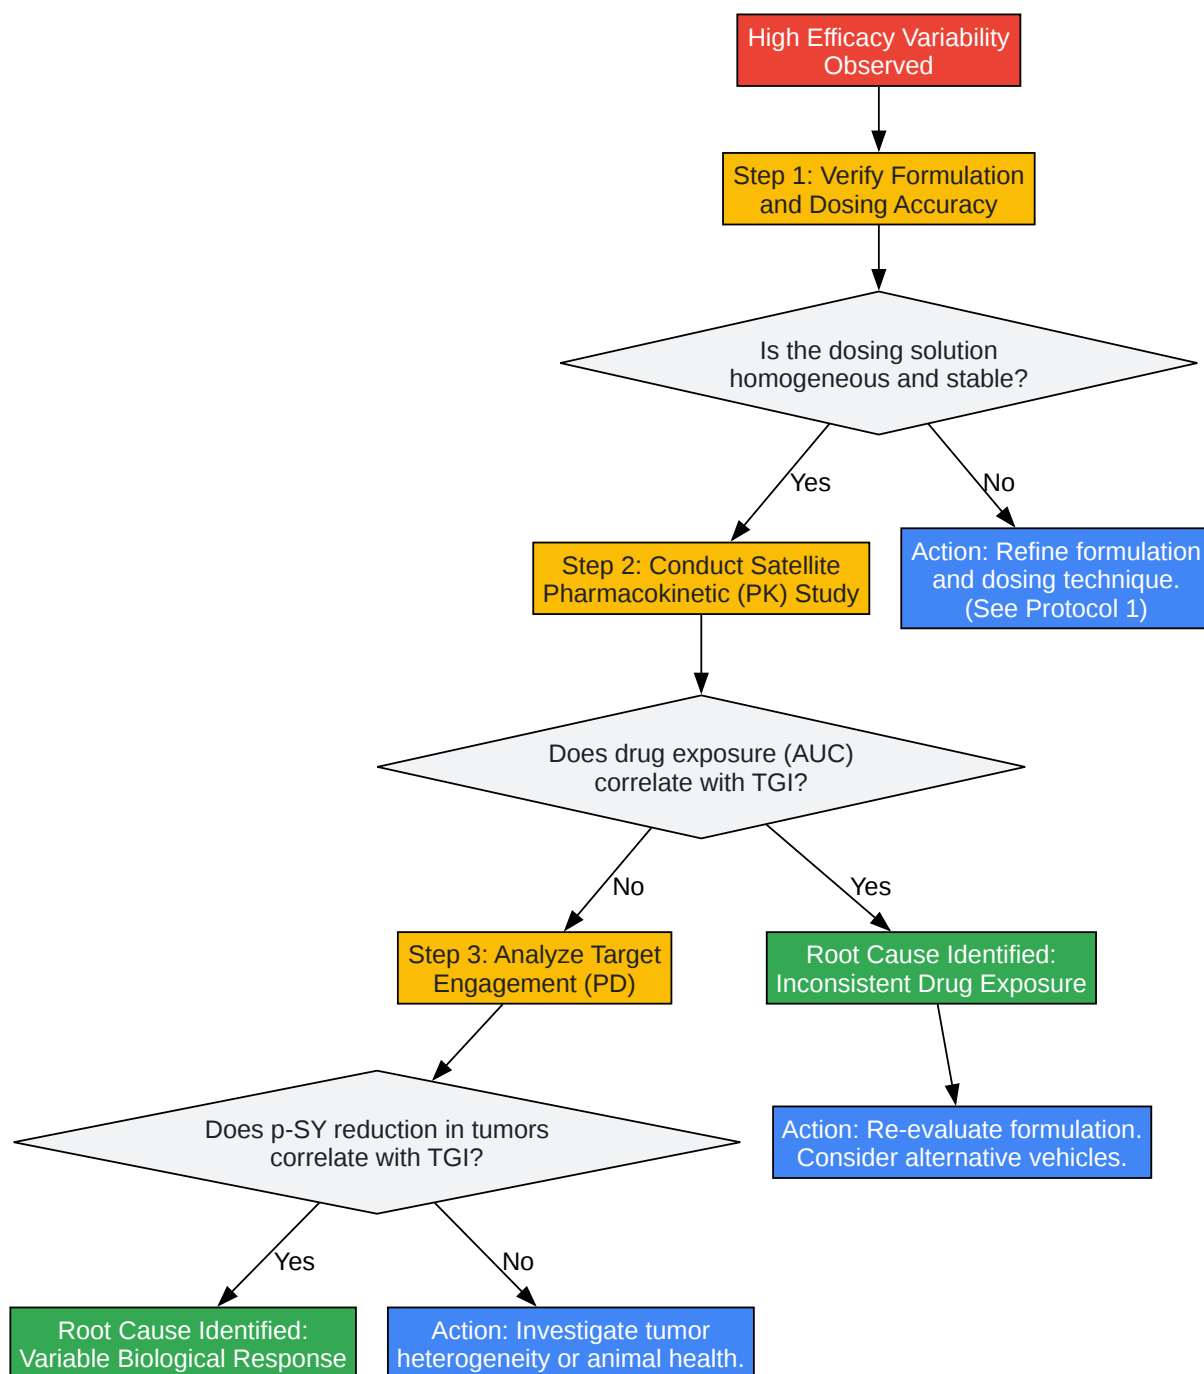 High Efficacy Variability
Observed
Step 1: Verify Formulation
and Dosing Accuracy
Is the dosing solution
homogeneous and stable?
Yes
No
Step 2: Conduct Satellite
Pharmacokinetic (PK) Study
Action: Refine formulation
and dosing technique.
(See Protocol 1)
Does drug exposure (AUC)
correlate with TGI?
No
Yes
Step 3: Analyze Target
Engagement (PD)
Root Cause Identified:
Inconsistent Drug Exposure
Does p-SY reduction in tumors
correlate with TGI?
Action: Re-evaluate formulation.
Consider alternative vehicles.
Yes
No
Root Cause Identified:
Variable Biological Response
Action: Investigate tumor
heterogeneity or animal health.